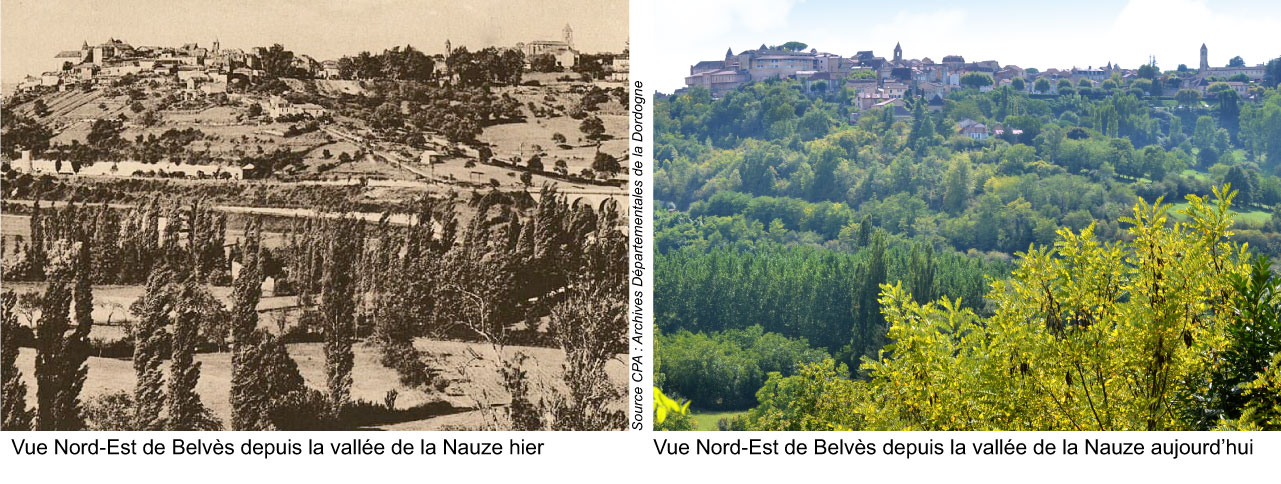 Source CPA : Archives Départementales de la Dordogne
Vue Nord-Est de Belvès depuis la vallée de la Nauze hier
Vue Nord-Est de Belvès depuis la vallée de la Nauze aujourd’hui